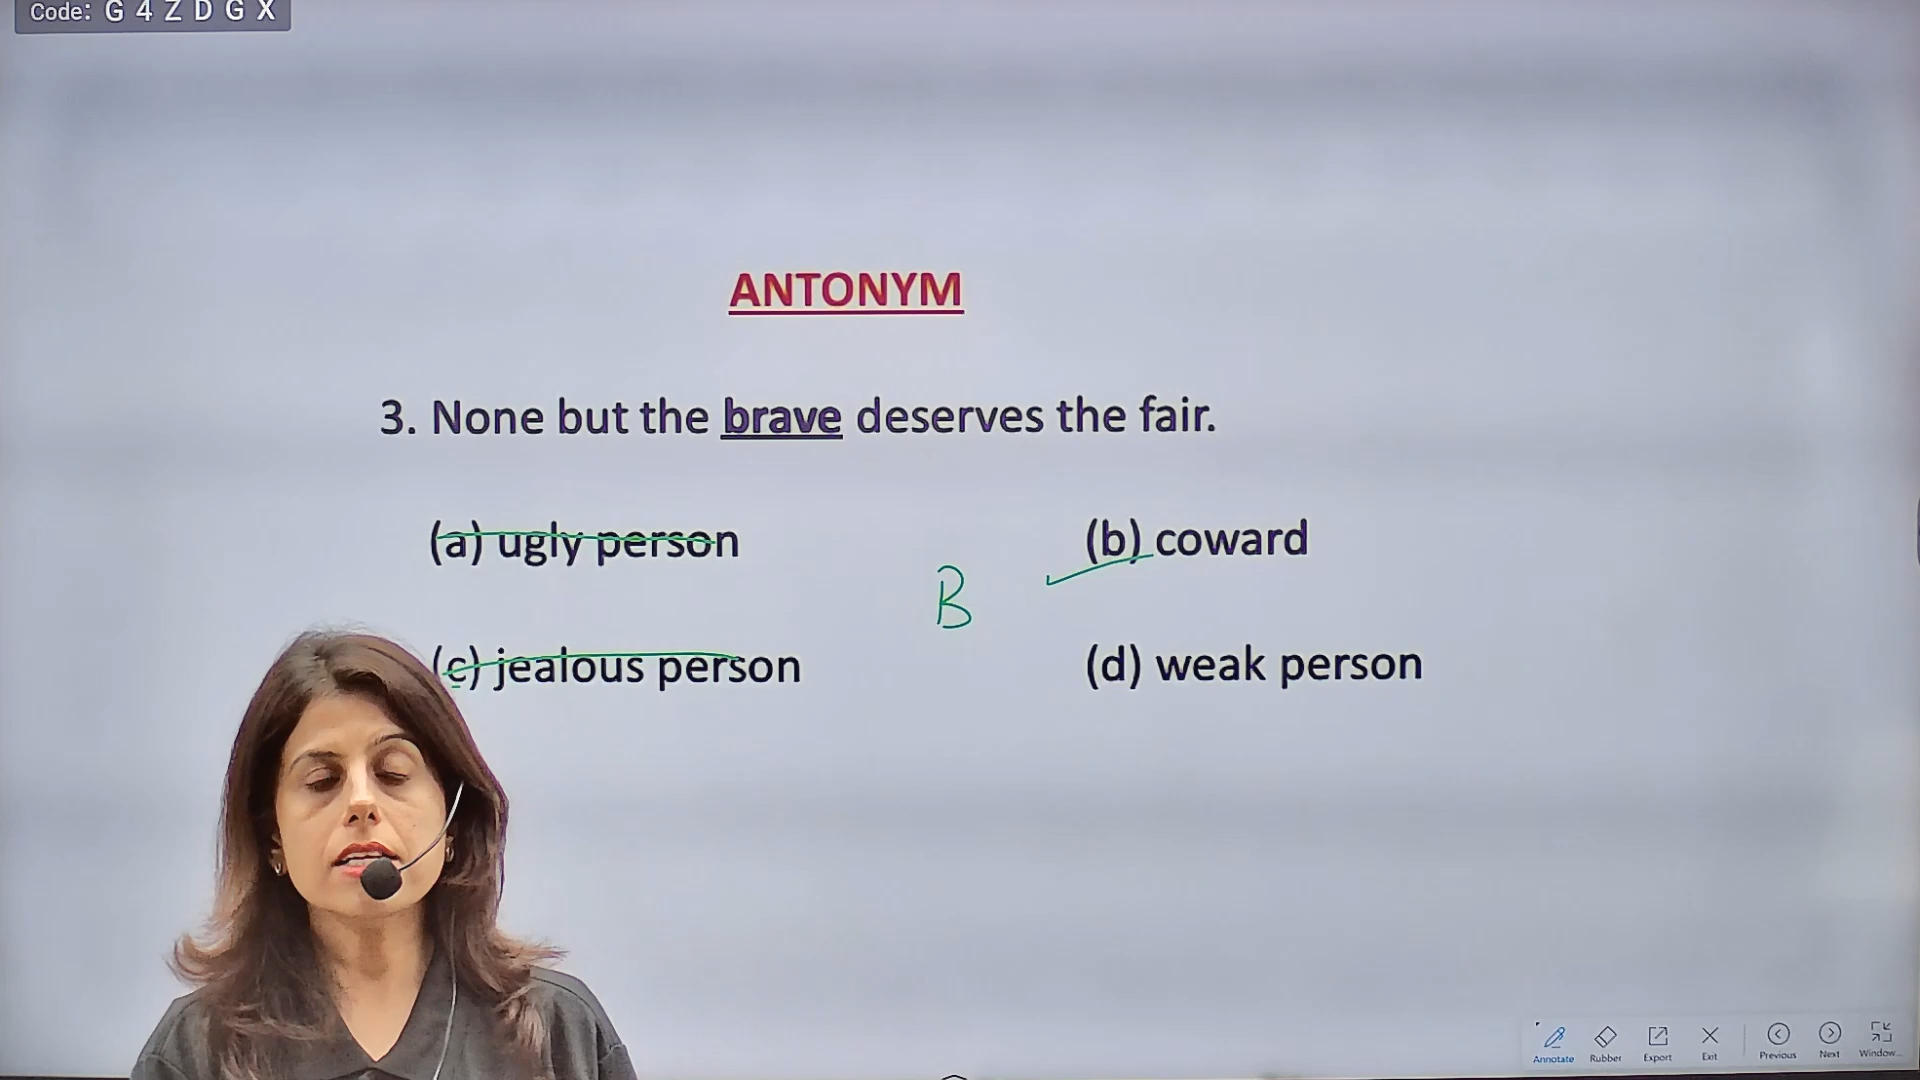 Code: G 4 Z D G X
ANTONYM
3. None but the brave deserves the fair.
(a) ugly person
(b) coward
B
(c) jealous person
(d) weak person
Annotate Rubber Export Exit Previous Next Window...